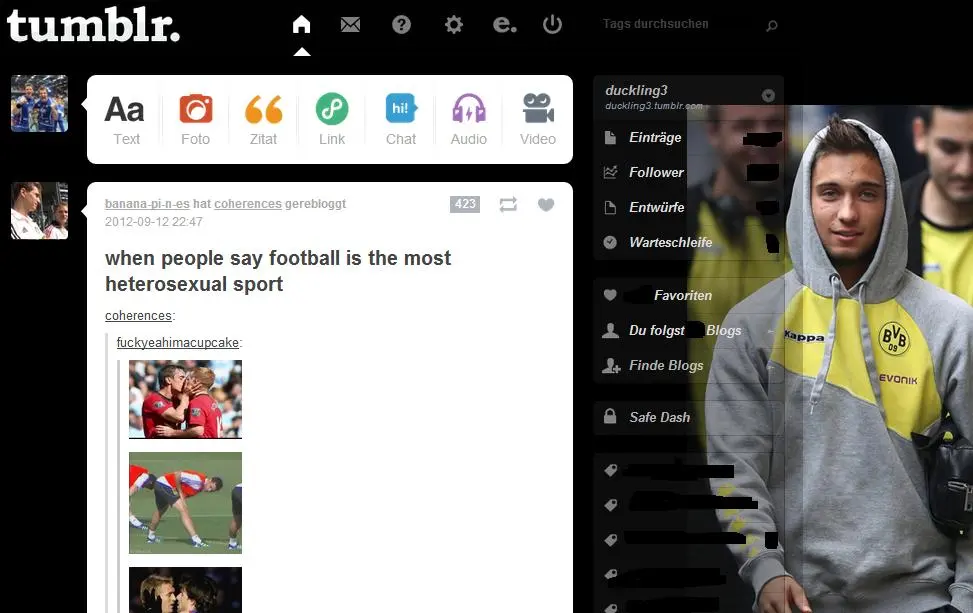 tumblr.
Tags durchsuchen
Aa
hi!
Text
Foto
Zitat
Link
Chat
Audio
Video
banana-pi-n-es hat coherences gerebloggt
423
2012-09-12 22:47
when people say football is the most
heterosexual sport
coherences:
fuckyeahimacupcake:
duckling3
duckling3.tumblr.com
Einträge
Follower
Entwürfe
Warteschleife
Favoriten
Du folgst Blogs
Finde Blogs
Safe Dash
Kappa
BVB
09
EVONIK